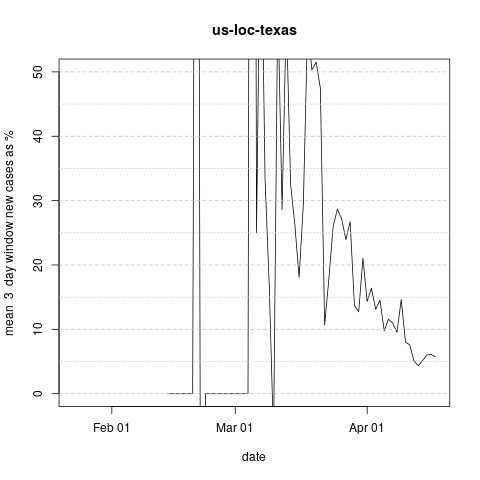 us-loc-texas
mean 3 day window new cases as %
50
40
30
20
10
0
Feb 01
Mar 01
Apr 01
date